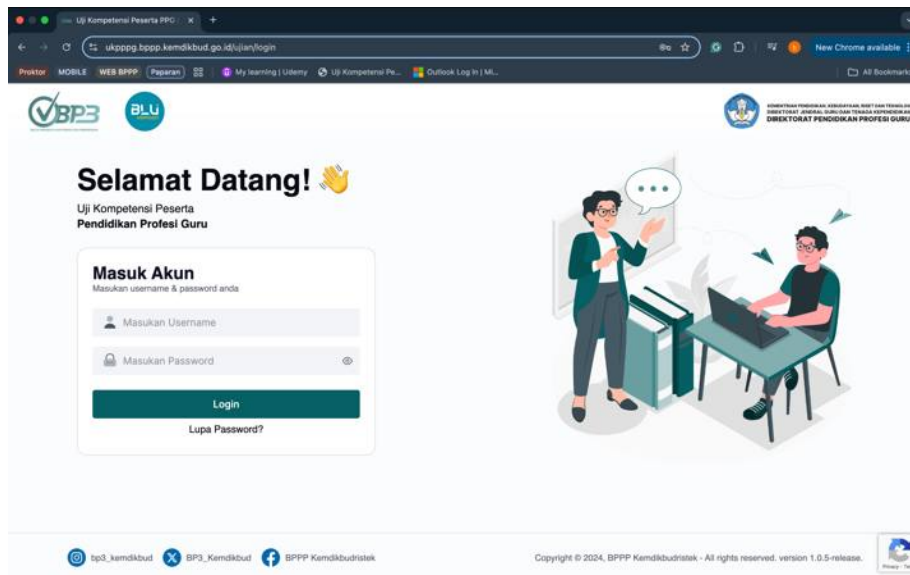 Uji Kompetensi Peserta PPG
ukpppg.bppp.kemdikbud.go.id/ujian/login
New Chrome available
Proktor MOBILE WEB BPPP Paparan My learning | Udemy Uji Kompetensi Pe... Outlook Log In | Mi...
All Bookmarks
BP3
BLU
DIREKTORAT PENDIDIKAN PROFESI GURU
Selamat Datang!
Uji Kompetensi Peserta
Pendidikan Profesi Guru
Masuk Akun
Masukan username & password anda
Masukan Username
Masukan Password
Login
Lupa Password?
bp3_kemdikbud BP3_Kemdikbud BPPP Kemdikbudristek
Copyright © 2024, BPPP Kemdikbudristek - All rights reserved. version 1.0.5-release.